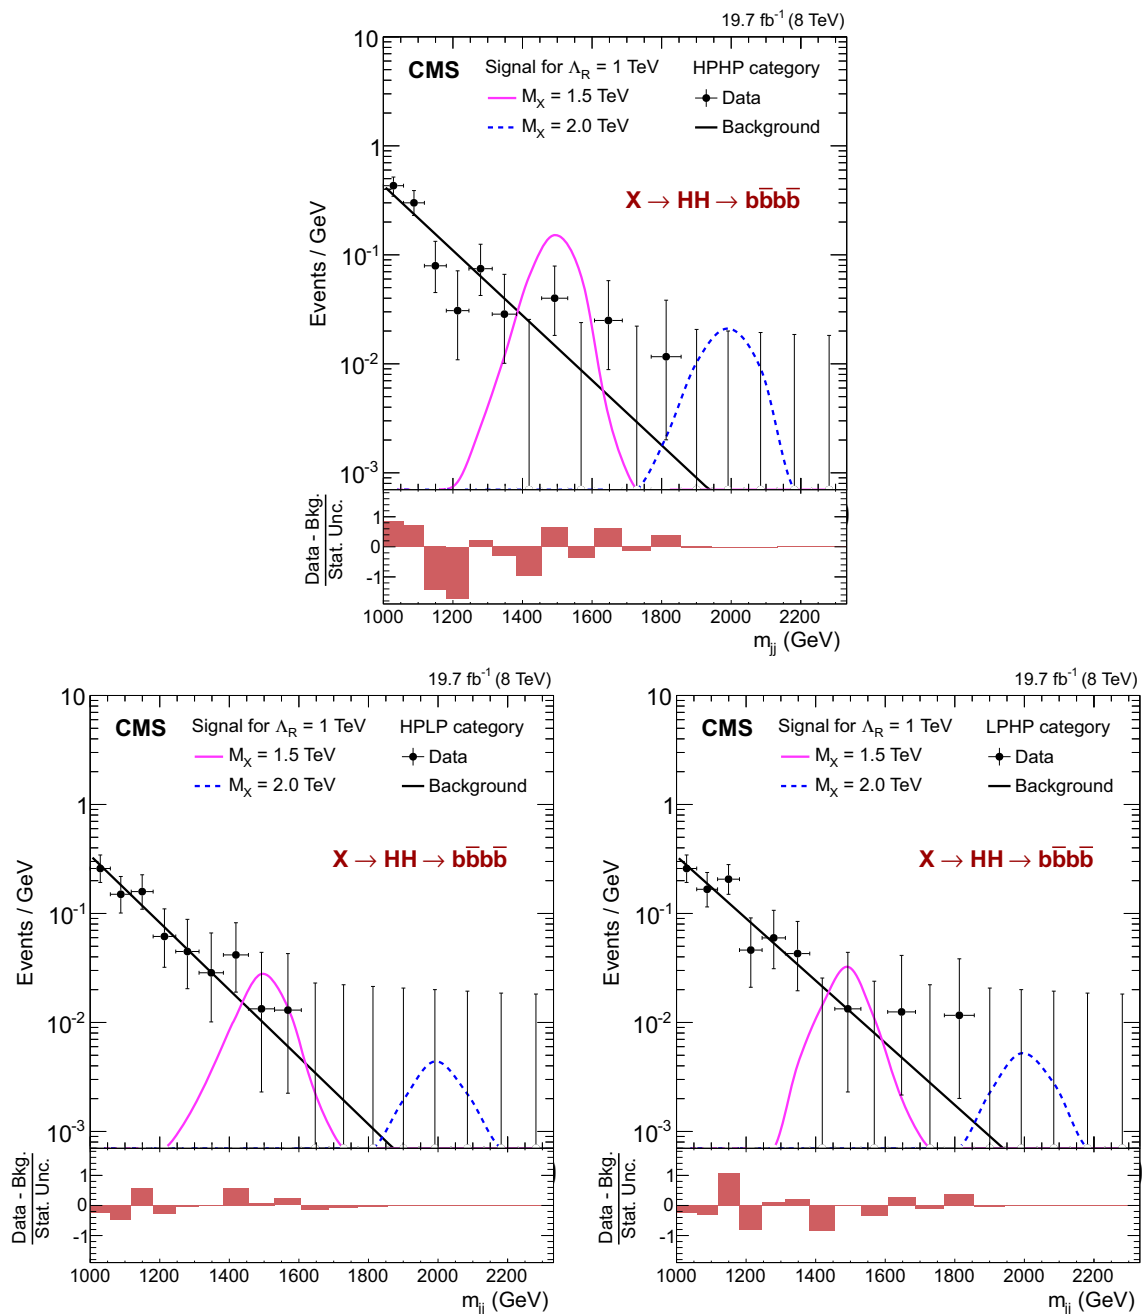 19.7 fb⁻¹ (8 TeV)
CMS
Signal for Λ_R = 1 TeV
M_X = 1.5 TeV
M_X = 2.0 TeV
HPHP category
Data
Background
X → HH → bb̅bb̅
Events / GeV
10
1
10⁻¹
10⁻²
10⁻³
Data - Bkg.
Stat. Unc.
1
0
-1
1000 1200 1400 1600 1800 2000 2200
m_jj (GeV)
19.7 fb⁻¹ (8 TeV)
CMS
Signal for Λ_R = 1 TeV
M_X = 1.5 TeV
M_X = 2.0 TeV
HPLP category
Data
Background
X → HH → bb̅bb̅
Events / GeV
10
1
10⁻¹
10⁻²
10⁻³
Data - Bkg.
Stat. Unc.
1
0
-1
1000 1200 1400 1600 1800 2000 2200
m_jj (GeV)
19.7 fb⁻¹ (8 TeV)
CMS
Signal for Λ_R = 1 TeV
M_X = 1.5 TeV
M_X = 2.0 TeV
LPHP category
Data
Background
X → HH → bb̅bb̅
Events / GeV
10
1
10⁻¹
10⁻²
10⁻³
Data - Bkg.
Stat. Unc.
1
0
-1
1000 1200 1400 1600 1800 2000 2200
m_jj (GeV)